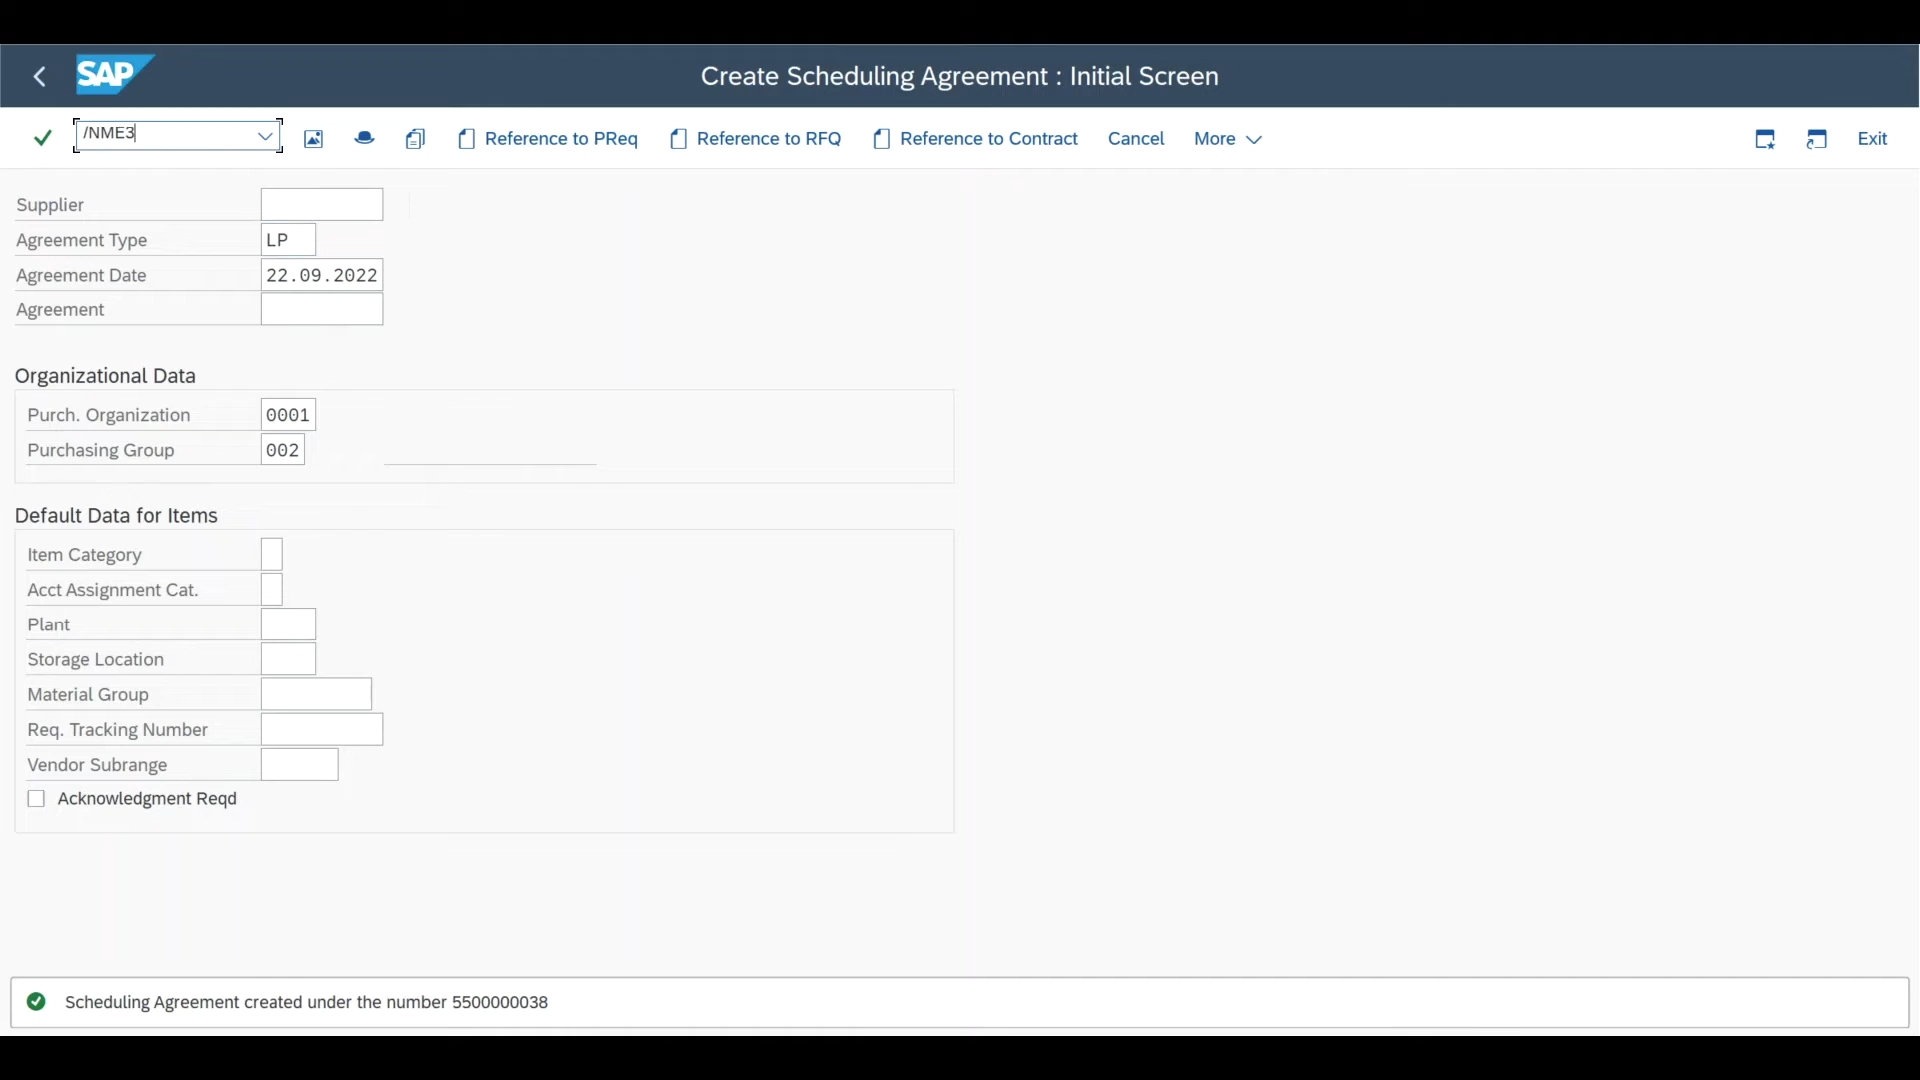 SAP
Create Scheduling Agreement : Initial Screen
/NME3
Reference to PReq
Reference to RFQ
Reference to Contract
Cancel
More
Exit
Supplier
Agreement Type LP
Agreement Date 22.09.2022
Agreement
Organizational Data
Purch. Organization 0001
Purchasing Group 002
Default Data for Items
Item Category
Acct Assignment Cat.
Plant
Storage Location
Material Group
Req. Tracking Number
Vendor Subrange
Acknowledgment Reqd
Scheduling Agreement created under the number 5500000038